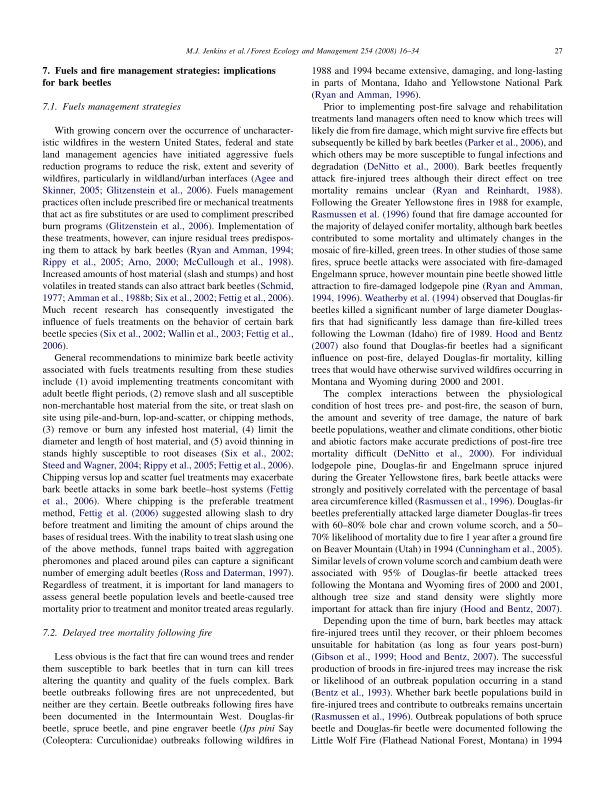 M.J. Jenkins et al. / Forest Ecology and Management 254 (2008) 16–34
27
7. Fuels and fire management strategies: implications
for bark beetles
7.1. Fuels management strategies
With growing concern over the occurrence of uncharacter-
istic wildfires in the western United States, federal and state
land management agencies have initiated aggressive fuels
reduction programs to reduce the risk, extent and severity of
wildfires, particularly in wildland/urban interfaces (Agee and
Skinner, 2005; Glitzenstein et al., 2006). Fuels management
practices often include prescribed fire or mechanical treatments
that act as fire substitutes or are used to compliment prescribed
burn programs (Glitzenstein et al., 2006). Implementation of
these treatments, however, can injure residual trees predispos-
ing them to attack by bark beetles (Ryan and Amman, 1994;
Rippy et al., 2005; Arno, 2000; McCullough et al., 1998).
Increased amounts of host material (slash and stumps) and host
volatiles in treated stands can also attract bark beetles (Schmid,
1977; Amman et al., 1988b; Six et al., 2002; Fettig et al., 2006).
Much recent research has consequently investigated the
influence of fuels treatments on the behavior of certain bark
beetle species (Six et al., 2002; Wallin et al., 2003; Fettig et al.,
2006).
General recommendations to minimize bark beetle activity
associated with fuels treatments resulting from these studies
include (1) avoid implementing treatments concomitant with
adult beetle flight periods, (2) remove slash and all susceptible
non-merchantable host material from the site, or treat slash on
site using pile-and-burn, lop-and-scatter, or chipping methods,
(3) remove or burn any infested host material, (4) limit the
diameter and length of host material, and (5) avoid thinning in
stands highly susceptible to root diseases (Six et al., 2002;
Steed and Wagner, 2004; Rippy et al., 2005; Fettig et al., 2006).
Chipping versus lop and scatter fuel treatments may exacerbate
bark beetle attacks in some bark beetle–host systems (Fettig
et al., 2006). Where chipping is the preferable treatment
method, Fettig et al. (2006) suggested allowing slash to dry
before treatment and limiting the amount of chips around the
bases of residual trees. With the inability to treat slash using one
of the above methods, funnel traps baited with aggregation
pheromones and placed around piles can capture a significant
number of emerging adult beetles (Ross and Daterman, 1997).
Regardless of treatment, it is important for land managers to
assess general beetle population levels and beetle-caused tree
mortality prior to treatment and monitor treated areas regularly.
7.2. Delayed tree mortality following fire
Less obvious is the fact that fire can wound trees and render
them susceptible to bark beetles that in turn can kill trees
altering the quantity and quality of the fuels complex. Bark
beetle outbreaks following fires are not unprecedented, but
neither are they certain. Beetle outbreaks following fires have
been documented in the Intermountain West. Douglas-fir
beetle, spruce beetle, and pine engraver beetle (Ips pini Say
(Coleoptera: Curculionidae) outbreaks following wildfires in
1988 and 1994 became extensive, damaging, and long-lasting
in parts of Montana, Idaho and Yellowstone National Park
(Ryan and Amman, 1996).
Prior to implementing post-fire salvage and rehabilitation
treatments land managers often need to know which trees will
likely die from fire damage, which might survive fire effects but
subsequently be killed by bark beetles (Parker et al., 2006), and
which others may be more susceptible to fungal infections and
degradation (DeNitto et al., 2000). Bark beetles frequently
attack fire-injured trees although their direct effect on tree
mortality remains unclear (Ryan and Reinhardt, 1988).
Following the Greater Yellowstone fires in 1988 for example,
Rasmussen et al. (1996) found that fire damage accounted for
the majority of delayed conifer mortality, although bark beetles
contributed to some mortality and ultimately changes in the
mosaic of fire-killed, green trees. In other studies of those same
fires, spruce beetle attacks were associated with fire-damaged
Engelmann spruce, however mountain pine beetle showed little
attraction to fire-damaged lodgepole pine (Ryan and Amman,
1994, 1996). Weatherby et al. (1994) observed that Douglas-fir
beetles killed a significant number of large diameter Douglas-
firs that had significantly less damage than fire-killed trees
following the Lowman (Idaho) fire of 1989. Hood and Bentz
(2007) also found that Douglas-fir beetles had a significant
influence on post-fire, delayed Douglas-fir mortality, killing
trees that would have otherwise survived wildfires occurring in
Montana and Wyoming during 2000 and 2001.
The complex interactions between the physiological
condition of host trees pre- and post-fire, the season of burn,
the amount and severity of tree damage, the nature of bark
beetle populations, weather and climate conditions, other biotic
and abiotic factors make accurate predictions of post-fire tree
mortality difficult (DeNitto et al., 2000). For individual
lodgepole pine, Douglas-fir and Engelmann spruce injured
during the Greater Yellowstone fires, bark beetle attacks were
strongly and positively correlated with the percentage of basal
area circumference killed (Rasmussen et al., 1996). Douglas-fir
beetles preferentially attacked large diameter Douglas-fir trees
with 60–80% bole char and crown volume scorch, and a 50–
70% likelihood of mortality due to fire 1 year after a ground fire
on Beaver Mountain (Utah) in 1994 (Cunningham et al., 2005).
Similar levels of crown volume scorch and cambium death were
associated with 95% of Douglas-fir beetle attacked trees
following the Montana and Wyoming fires of 2000 and 2001,
although tree size and stand density were slightly more
important for attack than fire injury (Hood and Bentz, 2007).
Depending upon the time of burn, bark beetles may attack
fire-injured trees until they recover, or their phloem becomes
unsuitable for habitation (as long as four years post-burn)
(Gibson et al., 1999; Hood and Bentz, 2007). The successful
production of broods in fire-injured trees may increase the risk
or likelihood of an outbreak population occurring in a stand
(Bentz et al., 1993). Whether bark beetle populations build in
fire-injured trees and contribute to outbreaks remains uncertain
(Rasmussen et al., 1996). Outbreak populations of both spruce
beetle and Douglas-fir beetle were documented following the
Little Wolf Fire (Flathead National Forest, Montana) in 1994